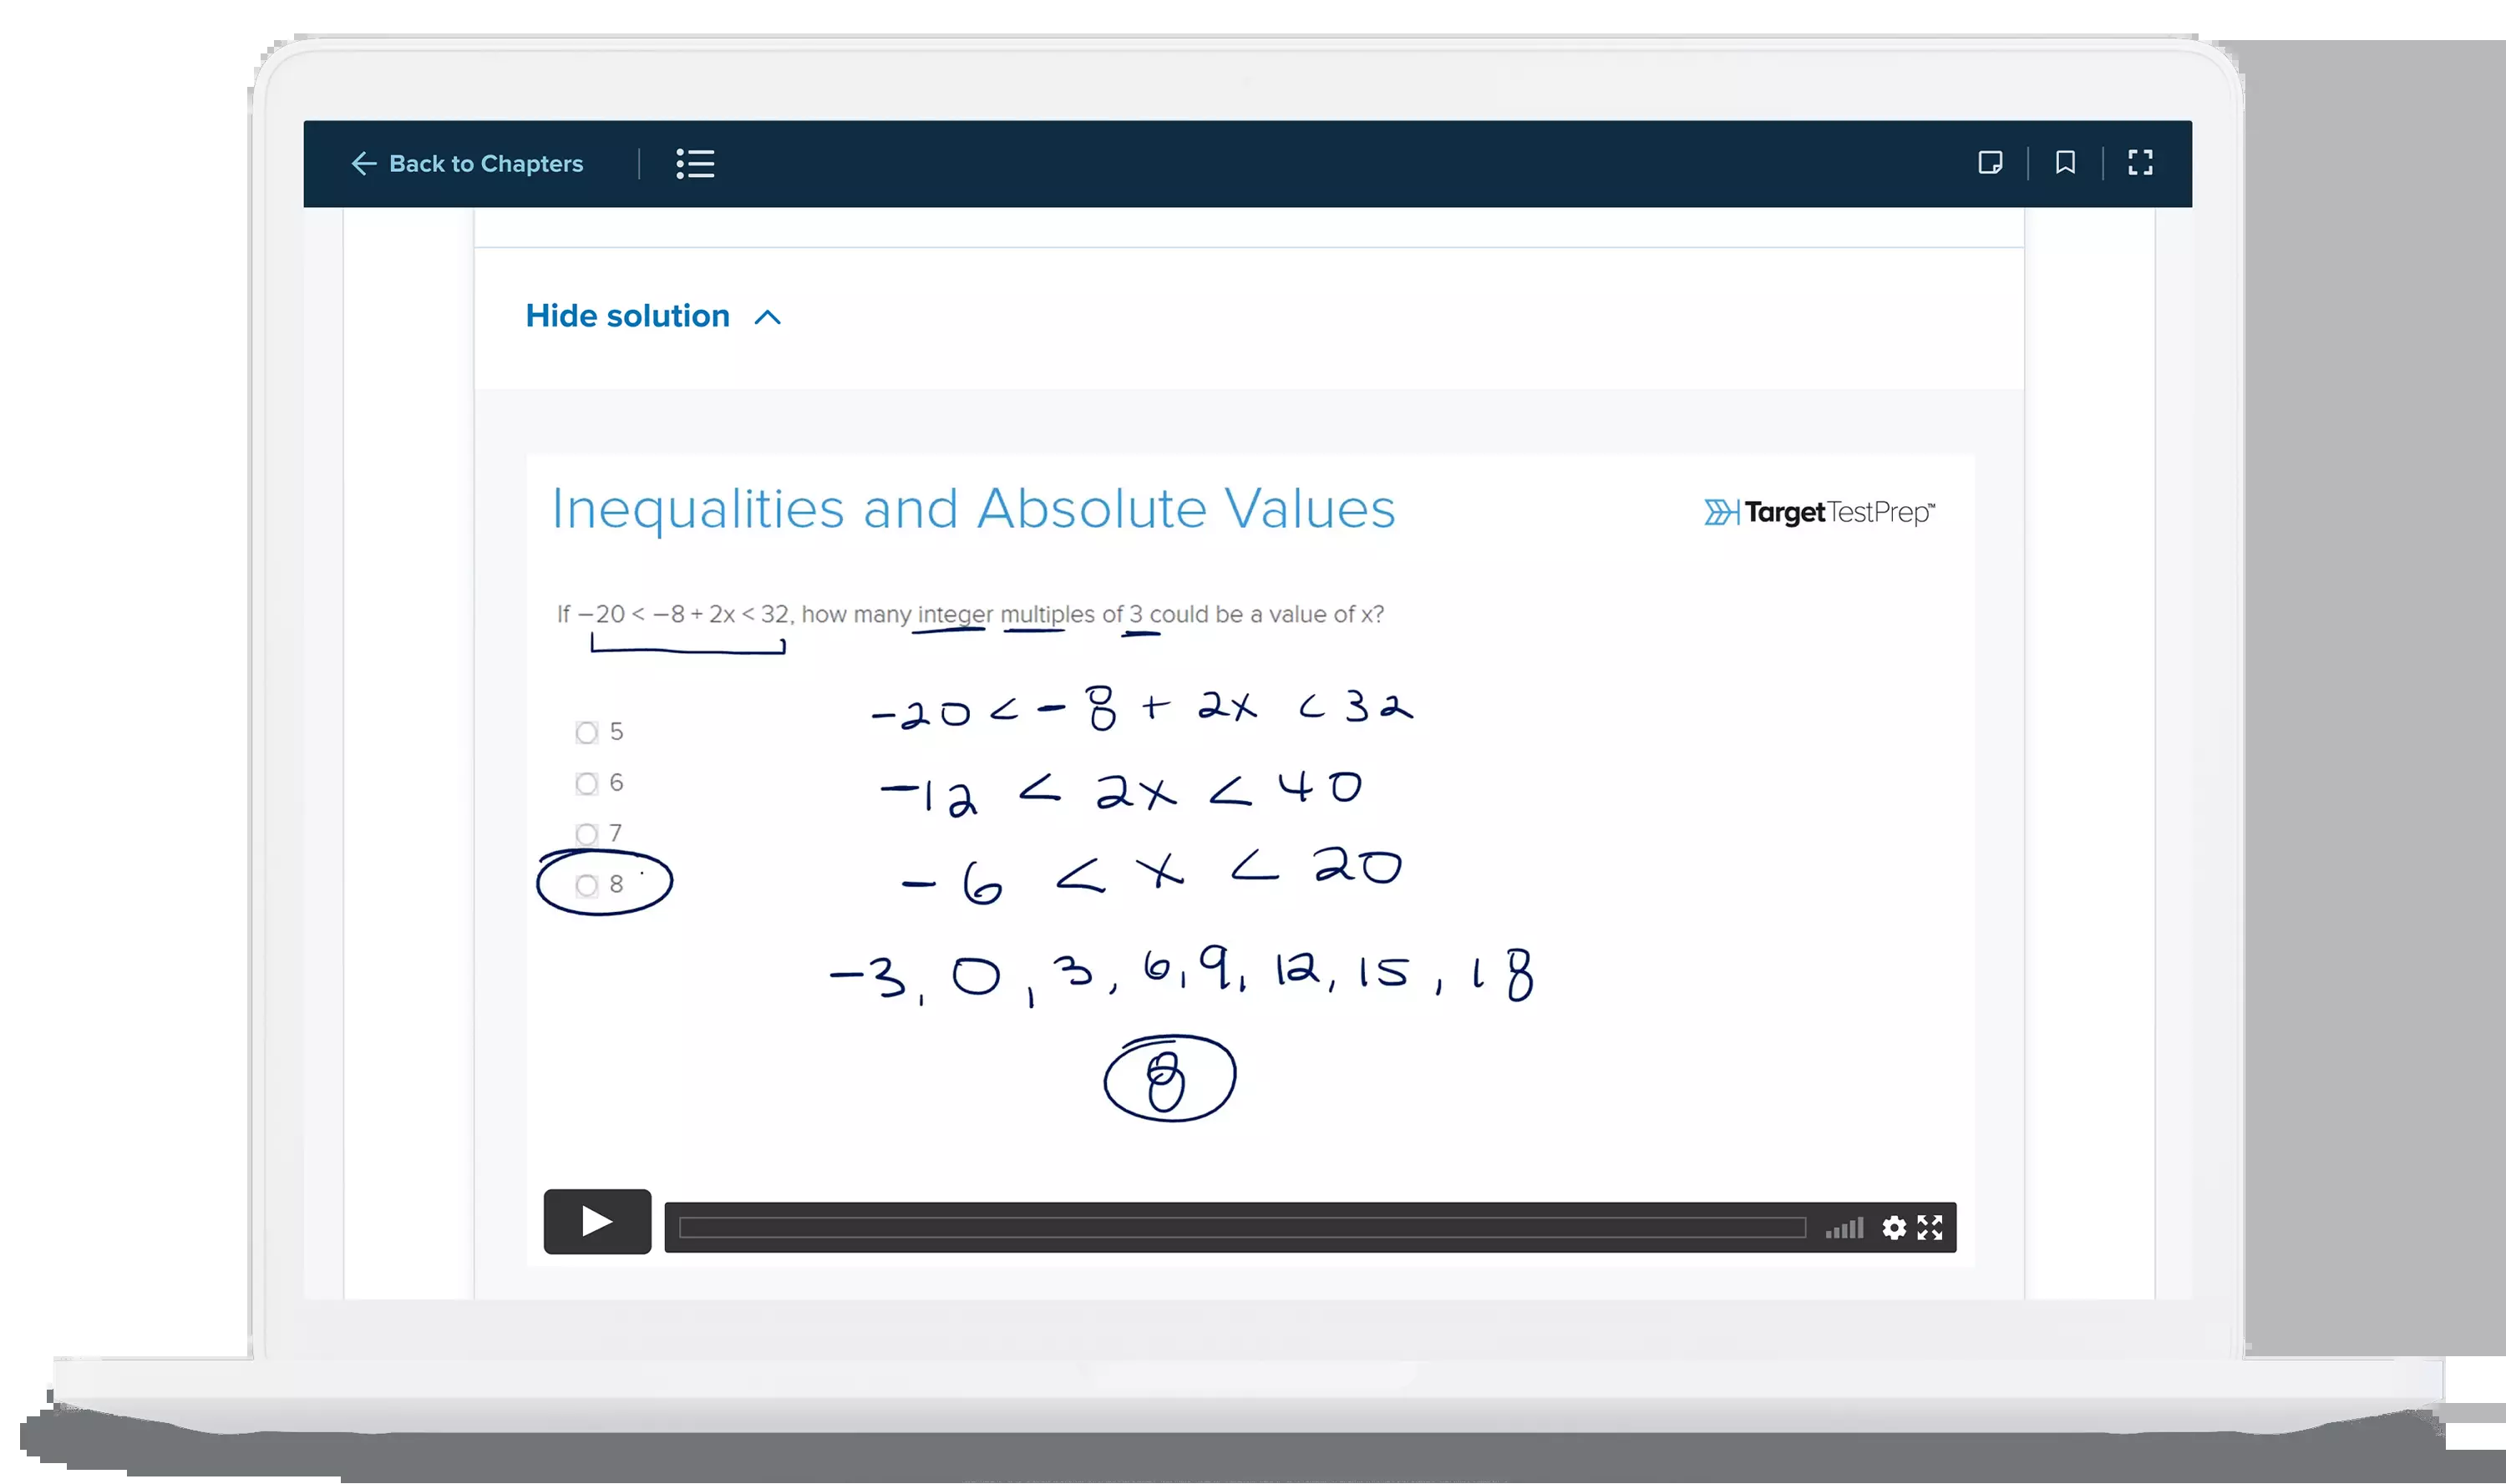 Back to Chapters
Hide solution
Inequalities and Absolute Values
TargetTestPrep™
If −20 < −8 + 2x < 32, how many integer multiples of 3 could be a value of x?
-20 < -8 + 2x < 32
5
-12 < 2x < 40
6
7
-6 < x < 20
8
-3, 0, 3, 6, 9, 12, 15, 18
8